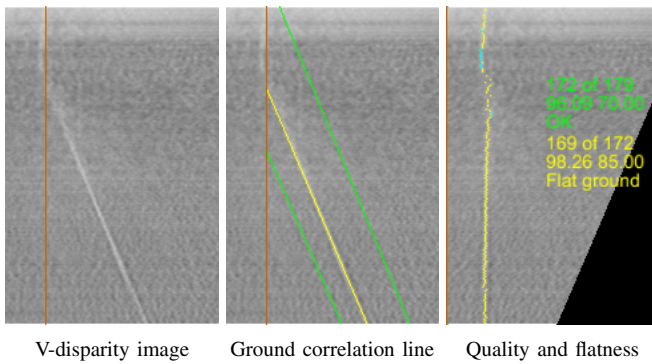 172 of 179
96.09 70.00
OK
169 of 172
98.26 85.00
Flat ground
V-disparity image
Ground correlation line
Quality and flatness